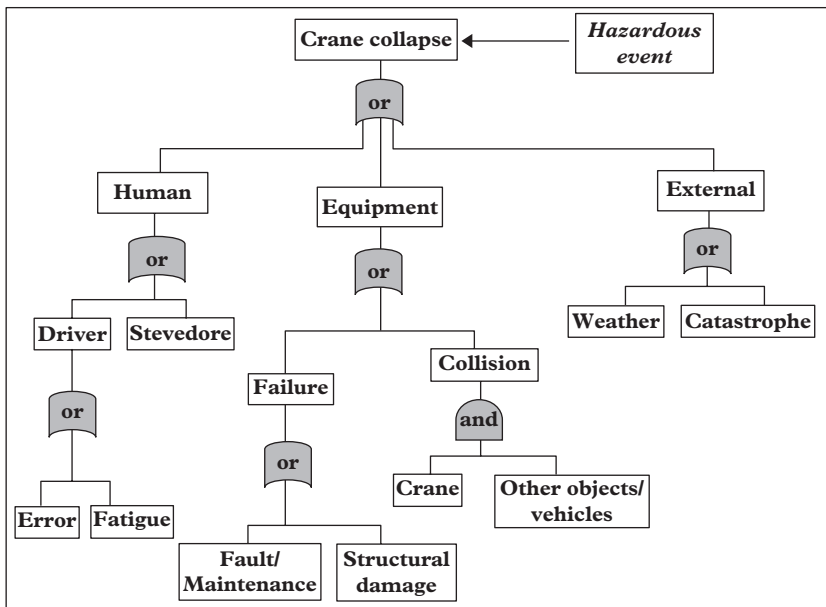 Crane collapse
Hazardous
event
or
Human
Equipment
External
or
or
or
Driver
Stevedore
Weather
Catastrophe
Failure
Collision
or
and
or
Crane
Other objects/
vehicles
Error
Fatigue
Fault/
Maintenance
Structural
damage